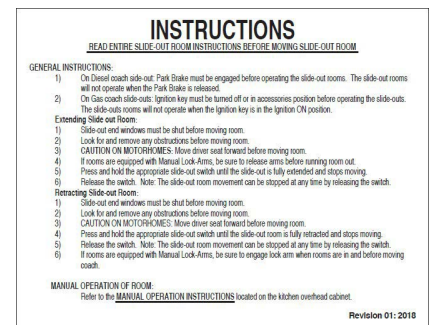 INSTRUCTIONS
READ ENTIRE SLIDE-OUT ROOM INSTRUCTIONS BEFORE MOVING SLIDE-OUT ROOM
GENERAL INSTRUCTIONS:
1) On Diesel coach side-out: Park Brake must be engaged before operating the slide-out rooms. The slide-out rooms
will not operate when the Park Brake is released.
2) On Gas coach slide-outs: Ignition key must be turned off or in accessories position before operating the slide-outs.
The slide-outs rooms will not operate when the Ignition key is in the Ignition ON position.
Extending Slide out Room:
1) Slide-out end windows must be shut before moving room.
2) Look for and remove any obstructions before moving room.
3) CAUTION ON MOTORHOMES: Move driver seat forward before moving room.
4) If rooms are equipped with Manual Lock-Arms, be sure to release arms before running room out.
5) Press and hold the appropriate slide-out switch until the slide-out is fully extended and stops moving.
6) Release the switch. Note: The slide-out room movement can be stopped at any time by releasing the switch.
Retracting Slide-out Room:
1) Slide-out end windows must be shut before moving room.
2) Look for and remove any obstructions before moving room.
3) CAUTION ON MOTORHOMES: Move driver seat forward before moving room.
4) Press and hold the appropriate slide-out switch until the slide-out room is fully retracted and stops moving.
5) Release the switch. Note: The slide-out room movement can be stopped at any time by releasing the switch.
6) If rooms are equipped with Manual Lock-Arms, be sure to engage lock arm when rooms are in and before moving
coach.
MANUAL OPERATION OF ROOM:
Refer to the MANUAL OPERATION INSTRUCTIONS located on the kitchen overhead cabinet.
Revision 01: 2018